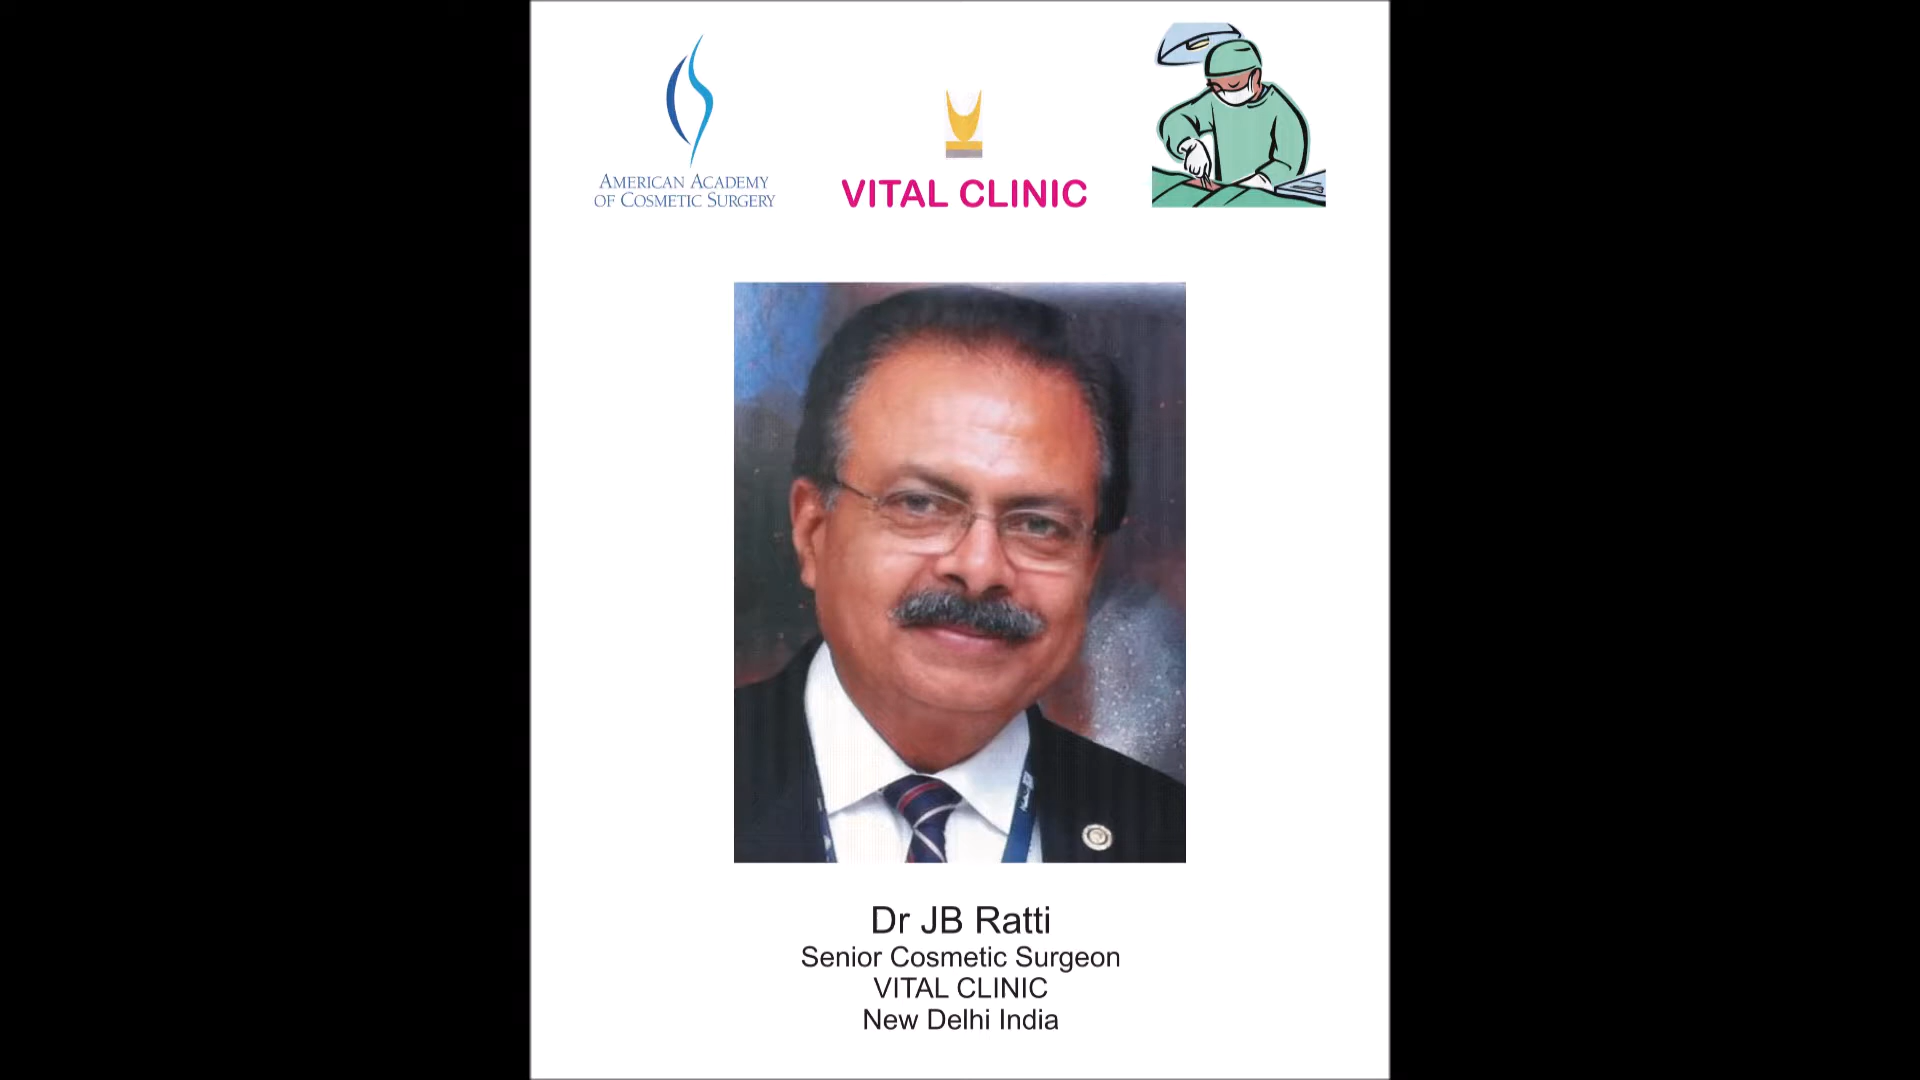 AMERICAN ACADEMY
OF COSMETIC SURGERY
VITAL CLINIC
Dr JB Ratti
Senior Cosmetic Surgeon
VITAL CLINIC
New Delhi India